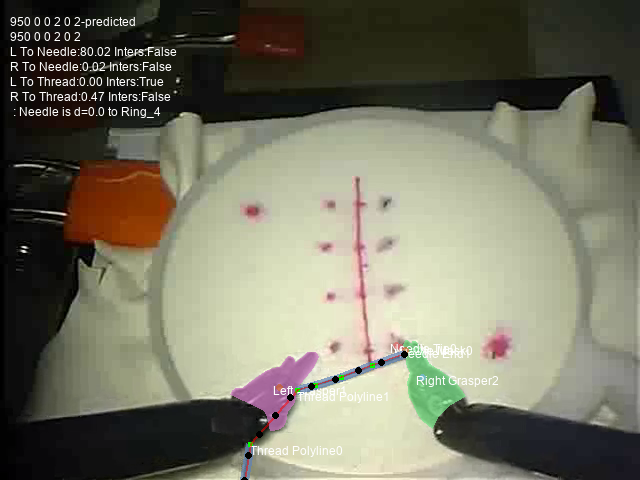 950 0 0 2 0 2-predicted
950 0 0 2 0 2
L To Needle:80.02 Inters:False
R To Needle:0.02 Inters:False
L To Thread:0.00 Inters:True
R To Thread:0.47 Inters:False
: Needle is d=0.0 to Ring_4
Right Grasper2
Left
Thread Polyline1
Thread Polyline0